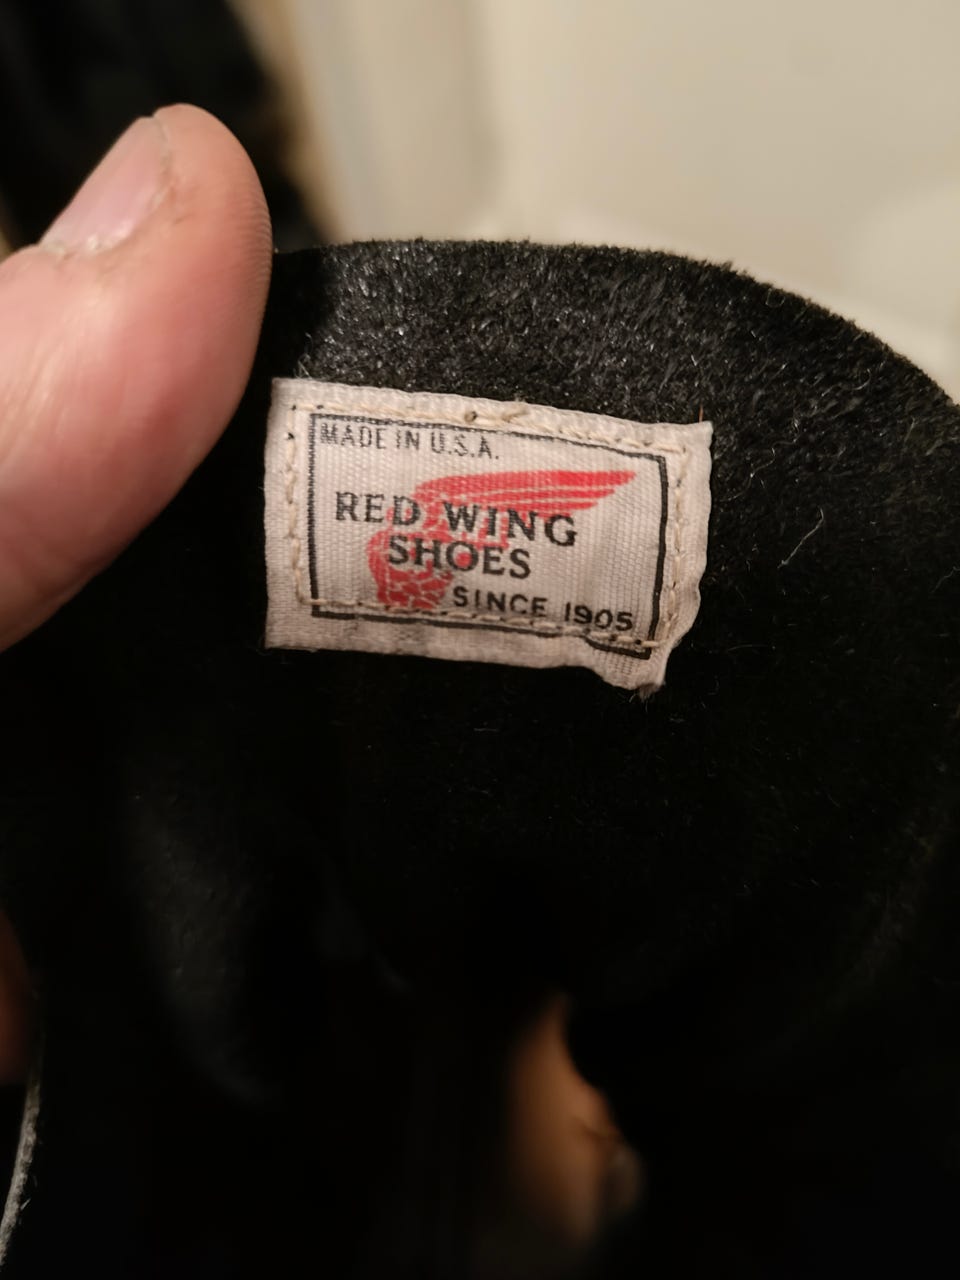 MADE IN U.S.A.
RED WING
SHOES
SINCE 1905